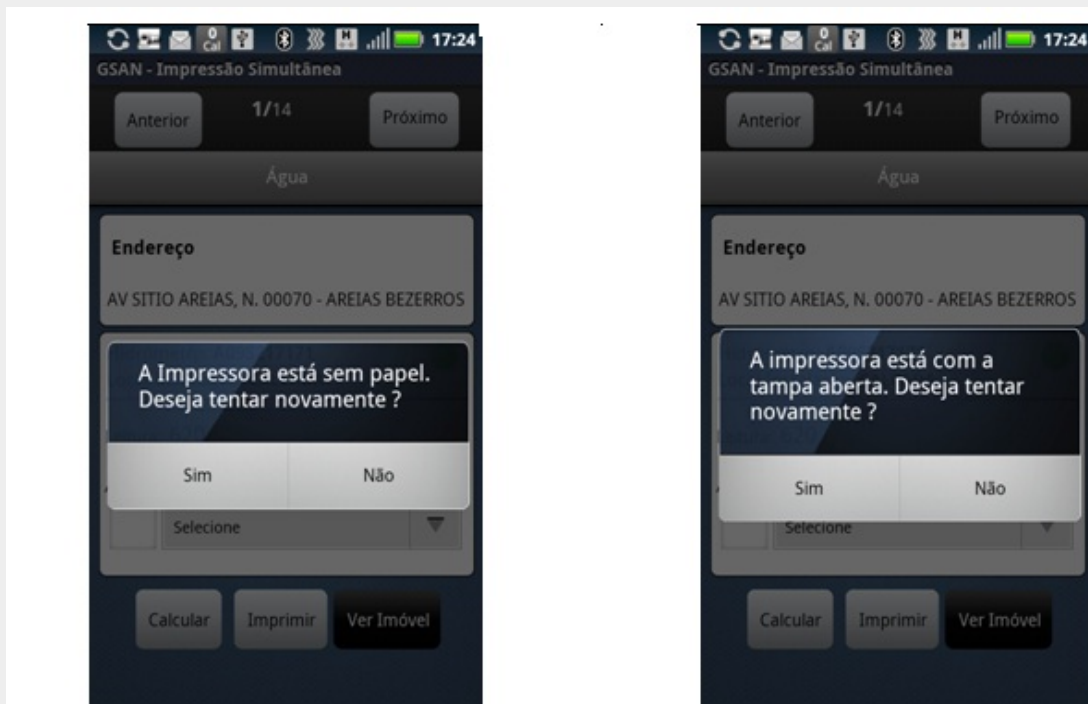 17:24
GSAN - Impressão Simultânea
Anterior
1/14
Próximo
Água
Endereço
AV SITIO AREIAS, N. 00070 - AREIAS BEZERROS
A Impressora está sem papel.
Deseja tentar novamente ?
Sim
Não
Selecione
Calcular
Imprimir
Ver Imóvel
17:24
GSAN - Impressão Simultânea
Anterior
1/14
Próximo
Água
Endereço
AV SITIO AREIAS, N. 00070 - AREIAS BEZERROS
A impressora está com a
tampa aberta. Deseja tentar
novamente ?
Sim
Não
Selecione
Calcular
Imprimir
Ver Imóvel